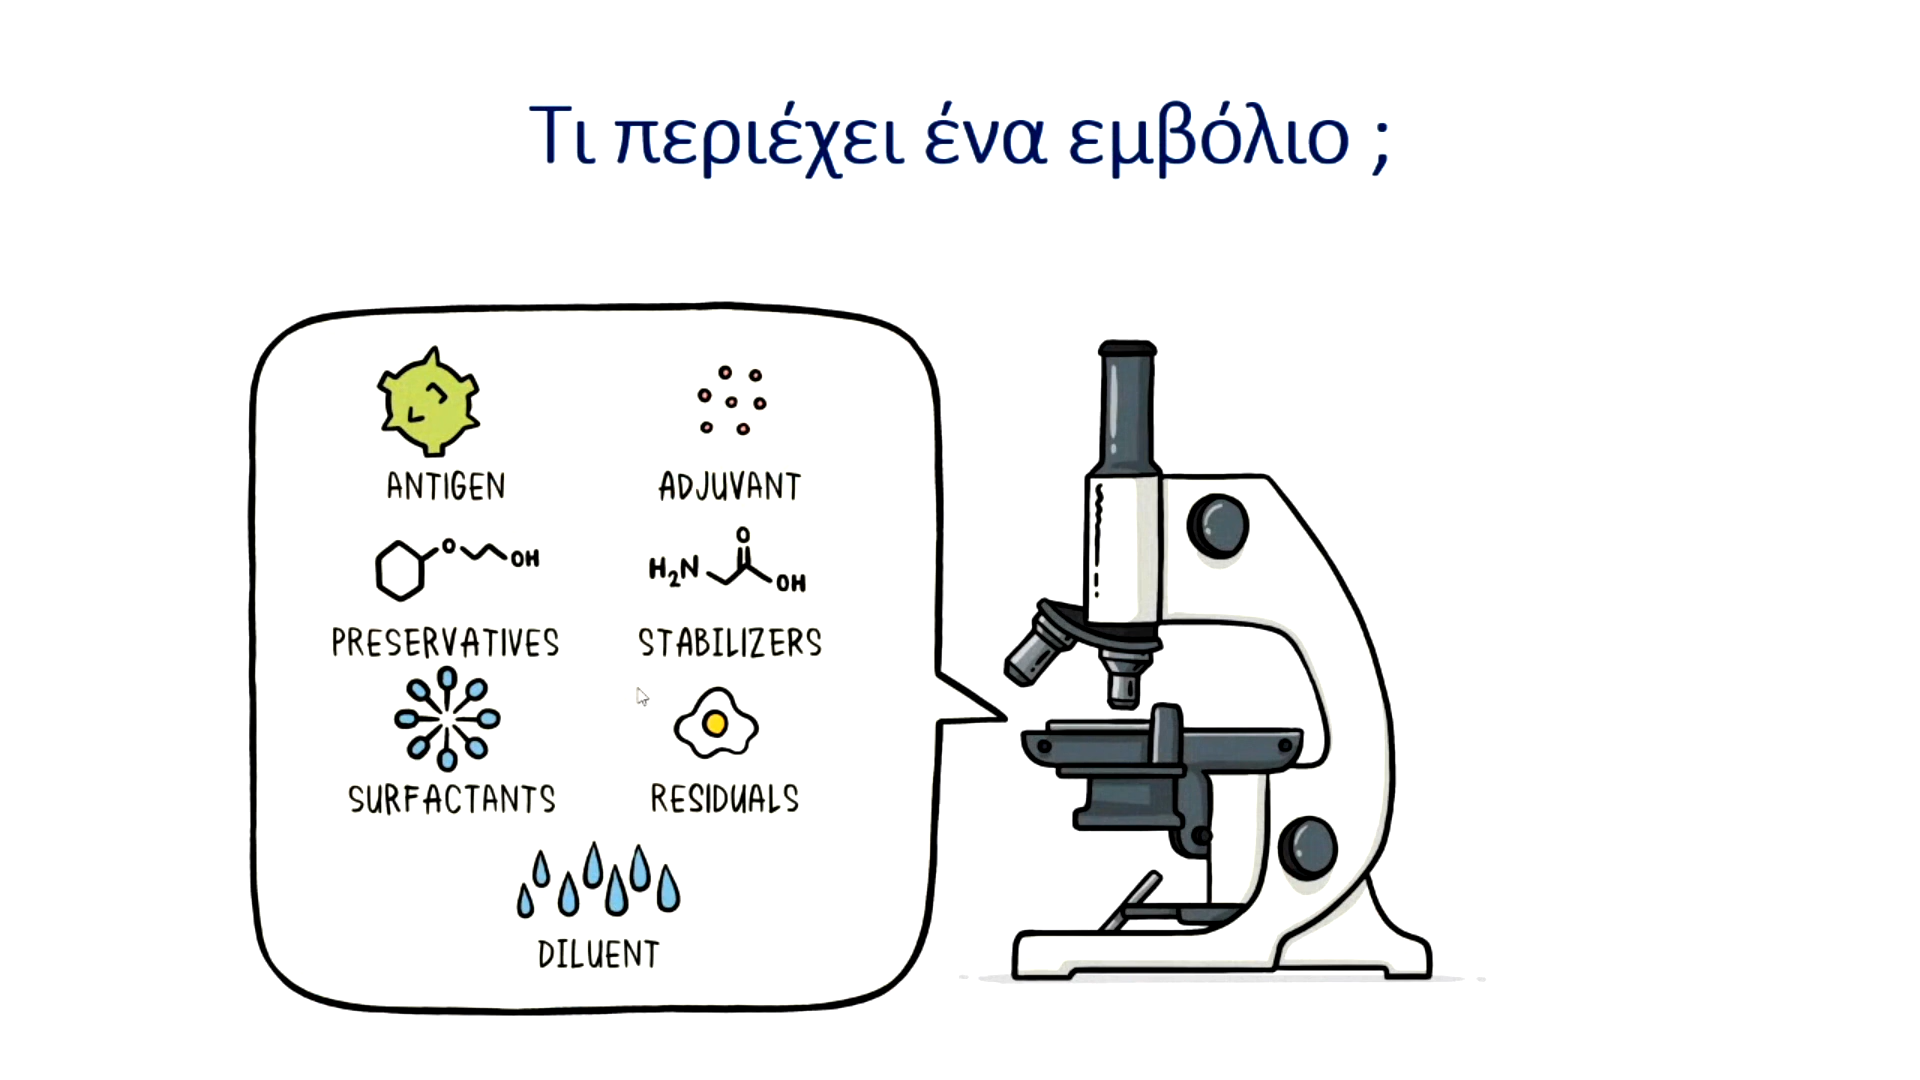 Τι περιέχει ένα εμβόλιο ;
ANTIGEN
ADJUVANT
O
OH
H₂N
O
OH
PRESERVATIVES
STABILIZERS
SURFACTANTS
RESIDUALS
DILUENT